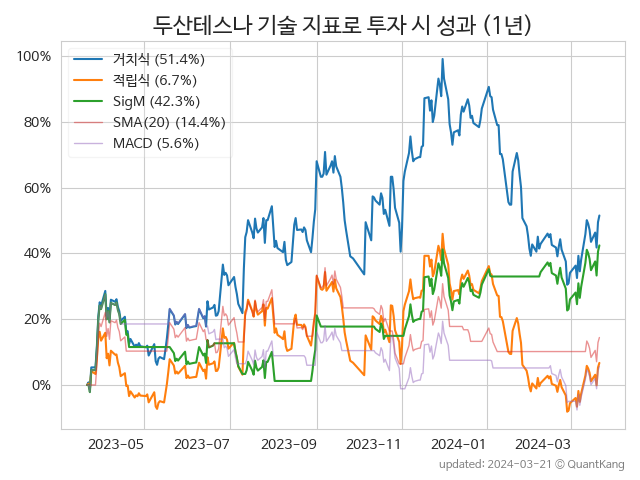 두산테스나 기술 지표로 투자 시 성과 (1년)
거치식 (51.4%)
적립식 (6.7%)
SigM (42.3%)
SMA(20) (14.4%)
MACD (5.6%)
100%
80%
60%
40%
20%
0%
2023-05 2023-07 2023-09 2023-11 2024-01 2024-03
updated: 2024-03-21 © QuantKang